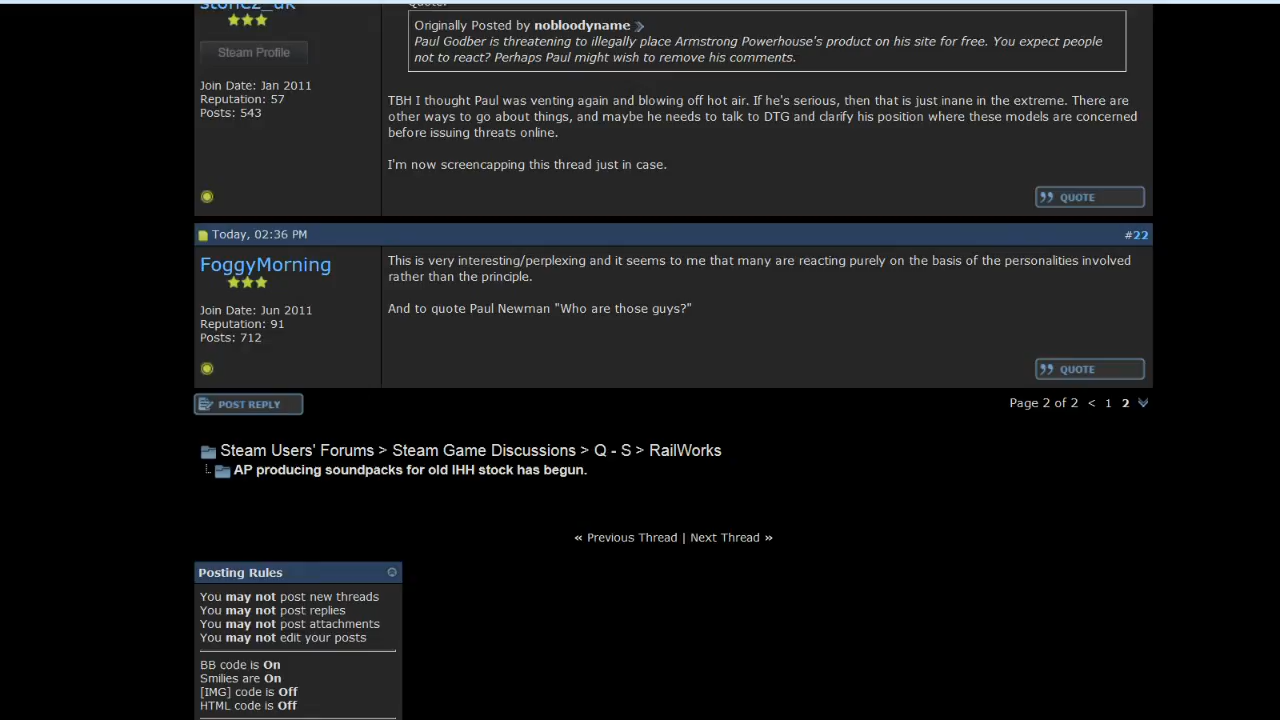 stonez_uk
Quote:
Originally Posted by nobloodyname
Paul Godber is threatening to illegally place Armstrong Powerhouse's product on his site for free. You expect people
not to react? Perhaps Paul might wish to remove his comments.
Steam Profile
Join Date: Jan 2011
Reputation: 57
Posts: 543
TBH I thought Paul was venting again and blowing off hot air. If he's serious, then that is just inane in the extreme. There are
other ways to go about things, and maybe he needs to talk to DTG and clarify his position where these models are concerned
before issuing threats online.
I'm now screencapping this thread just in case.
QUOTE
Today, 02:36 PM
#22
FoggyMorning
Join Date: Jun 2011
Reputation: 91
Posts: 712
This is very interesting/perplexing and it seems to me that many are reacting purely on the basis of the personalities involved
rather than the principle.
And to quote Paul Newman "Who are those guys?"
QUOTE
POST REPLY
Page 2 of 2 < 1 2
Steam Users' Forums > Steam Game Discussions > Q - S > RailWorks
AP producing soundpacks for old IHH stock has begun.
« Previous Thread | Next Thread »
Posting Rules
You may not post new threads
You may not post replies
You may not post attachments
You may not edit your posts
BB code is On
Smilies are On
[IMG] code is Off
HTML code is Off